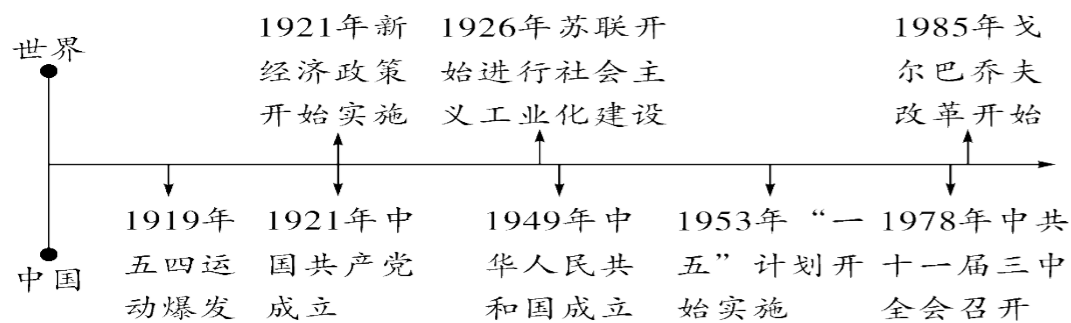 世界
1921年新
经济政策
开始实施
1926年苏联开
始进行社会主
义工业化建设
1985年戈
尔巴乔夫
改革开始
中国
1919年
五四运
动爆发
1921年中
国共产党
成立
1949年中
华人民共
和国成立
1953年“一
五”计划开
始实施
1978年中共
十一届三中
全会召开